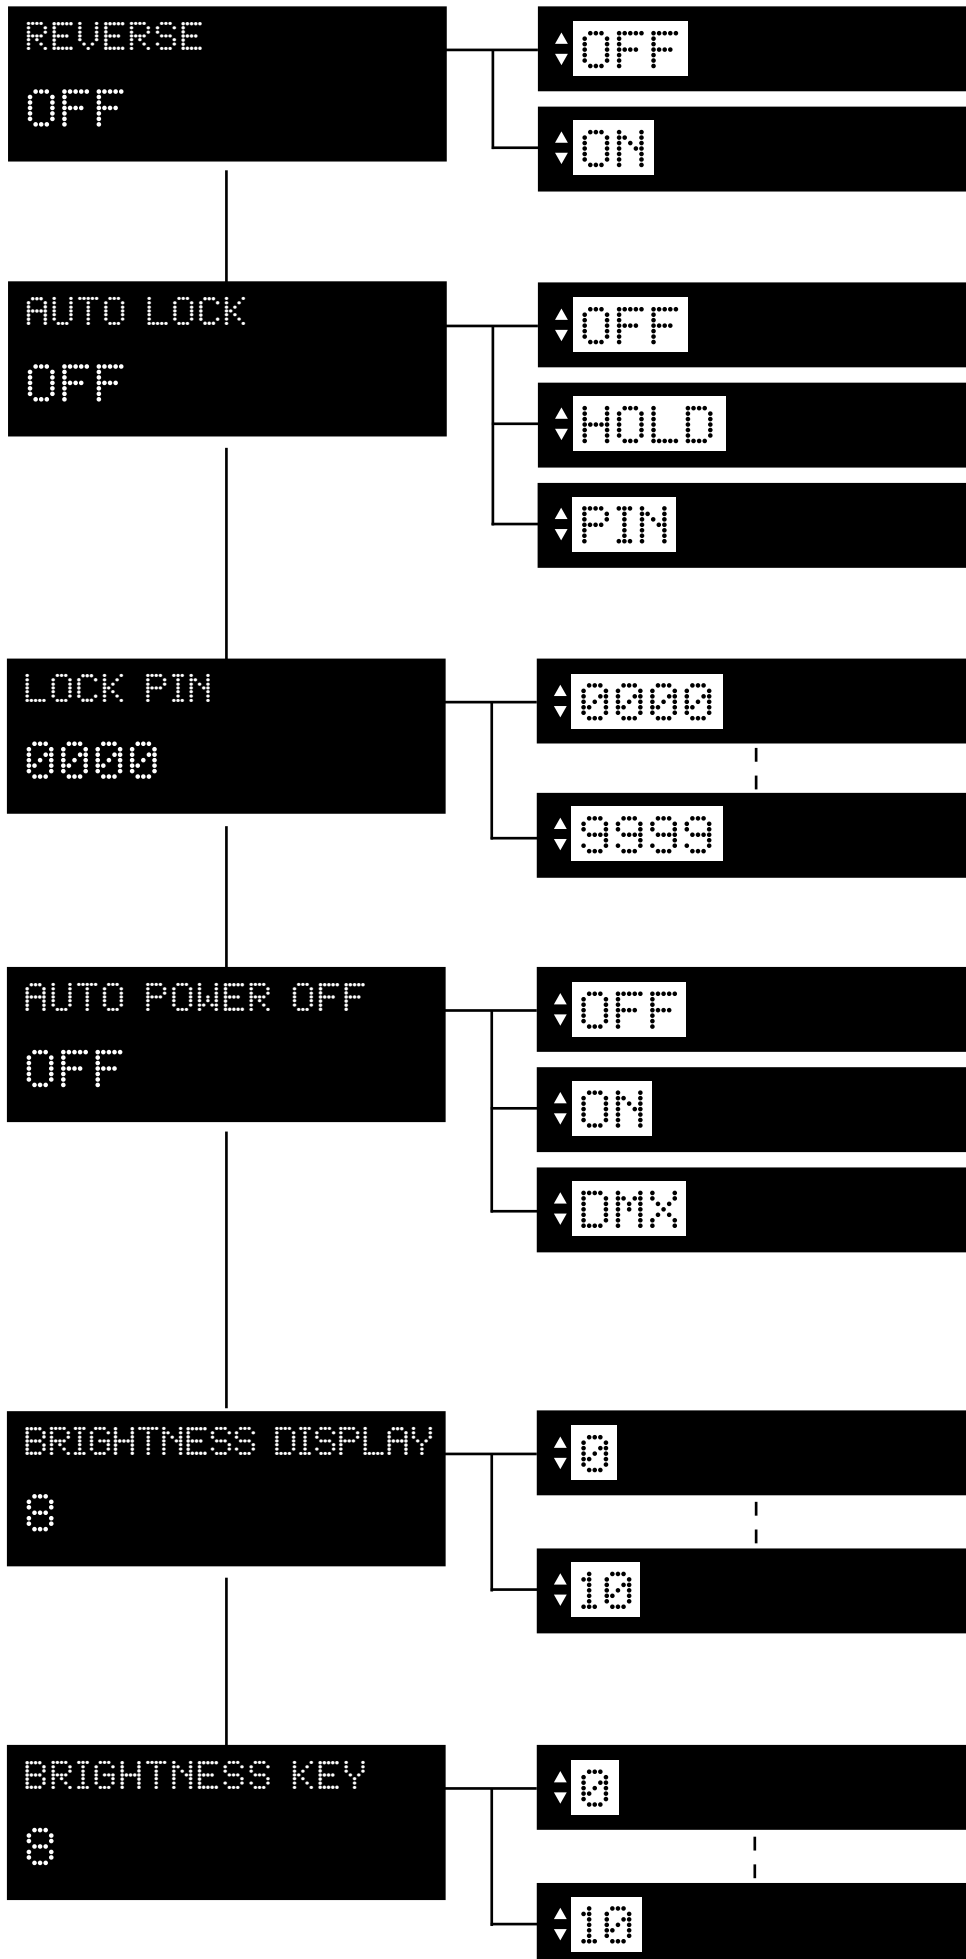 REVERSE
OFF
OFF
ON
AUTO LOCK
OFF
OFF
HOLD
PIN
LOCK PIN
0000
0000
9999
AUTO POWER OFF
OFF
OFF
ON
DMX
BRIGHTNESS DISPLAY
8
0
10
BRIGHTNESS KEY
8
0
10